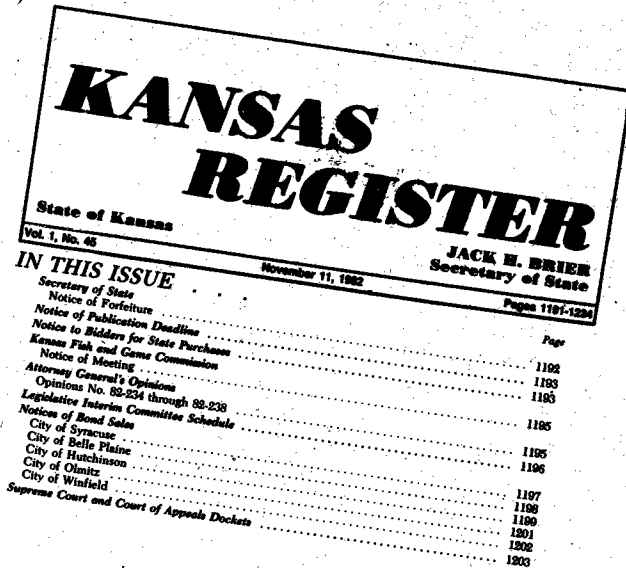 KANSAS
REGISTER
State of Kansas
JACK H. BRIER
Secretary of State
Vol. 1, No. 45
November 11, 1982
Pages 1191-1234
IN THIS ISSUE . . .
Page
Secretary of State
Notice of Forfeiture ........ 1192
Notice of Publication Deadline ........ 1193
Notice to Bidders for State Purchases ........ 1193
Kansas Fish and Game Commission
Notice of Meeting ........ 1195
Attorney General's Opinions
Opinions No. 82-234 through 82-238 ........ 1195
Legislative Interim Committee Schedule ........ 1196
Notices of Bond Sales
City of Syracuse ........ 1197
City of Belle Plaine ........ 1198
City of Hutchinson ........ 1199
City of Olmitz ........ 1201
City of Winfield ........ 1202
Supreme Court and Court of Appeals Dockets ........ 1203